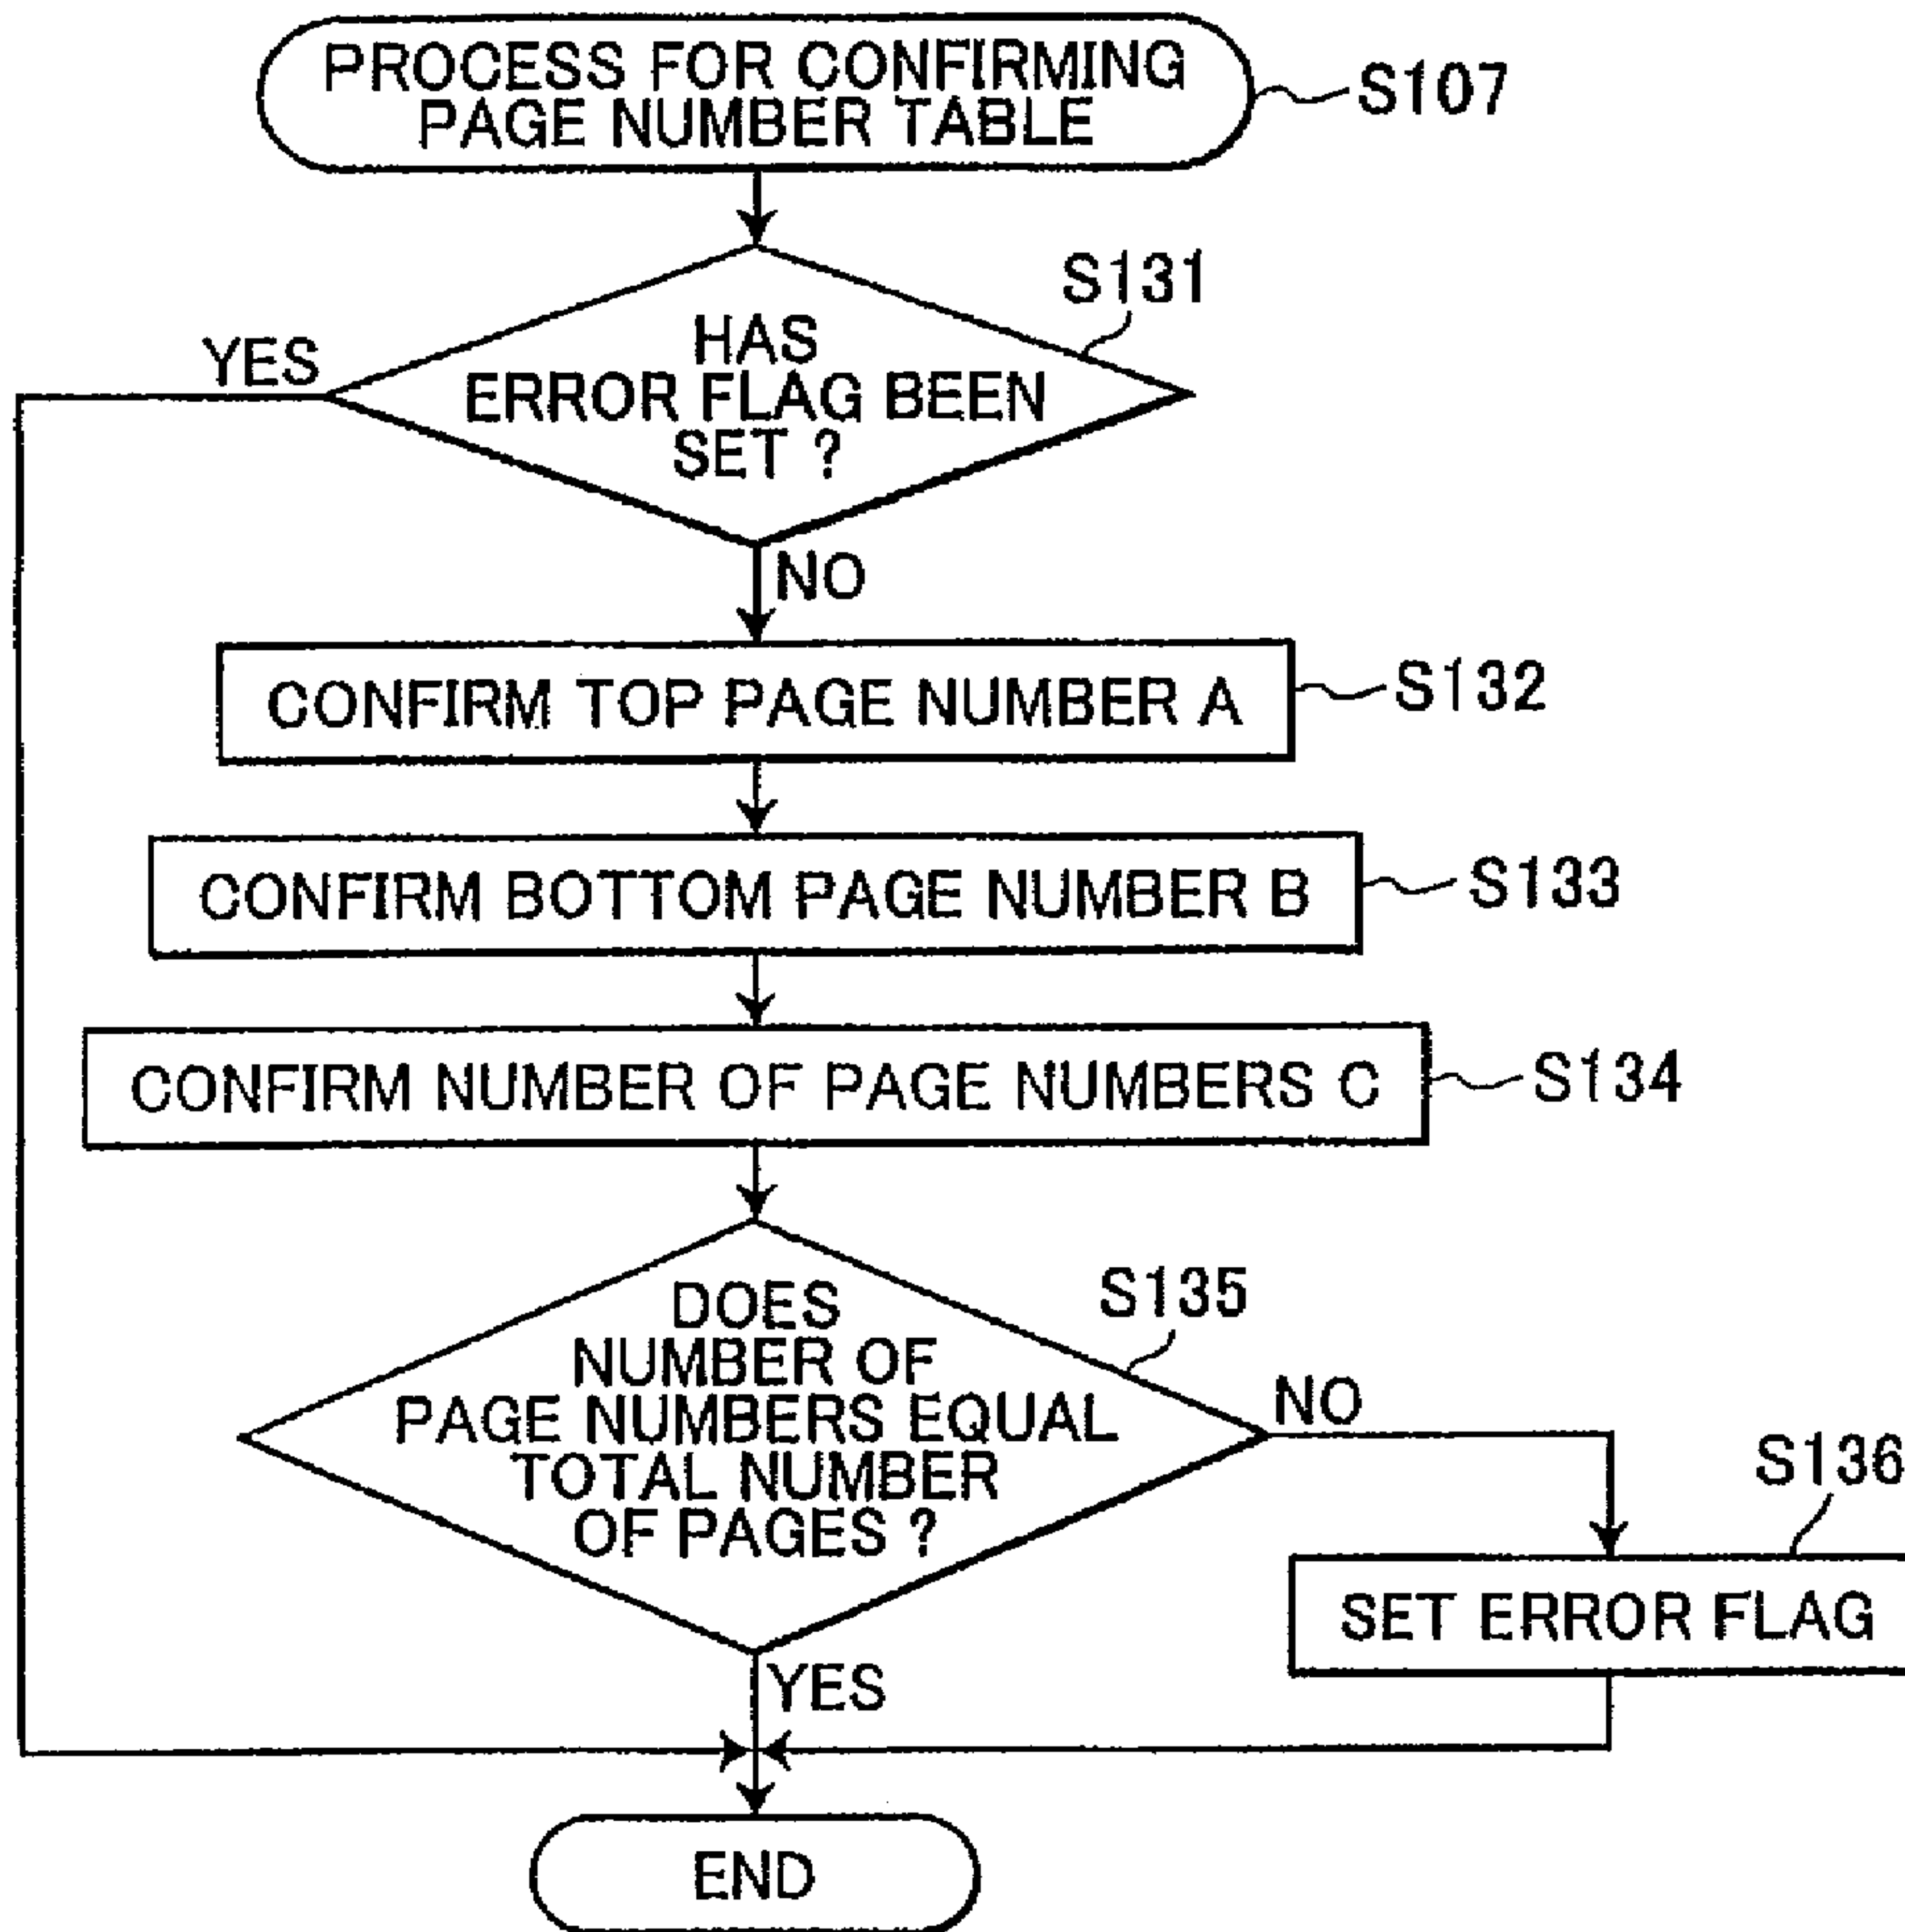 PROCESS FOR CONFIRMING
PAGE NUMBER TABLE
S107
S131
HAS
ERROR FLAG BEEN
SET ?
YES
NO
CONFIRM TOP PAGE NUMBER A
S132
CONFIRM BOTTOM PAGE NUMBER B
S133
CONFIRM NUMBER OF PAGE NUMBERS C
S134
S135
DOES
NUMBER OF
PAGE NUMBERS EQUAL
TOTAL NUMBER
OF PAGES ?
NO
S136
SET ERROR FLAG
YES
END